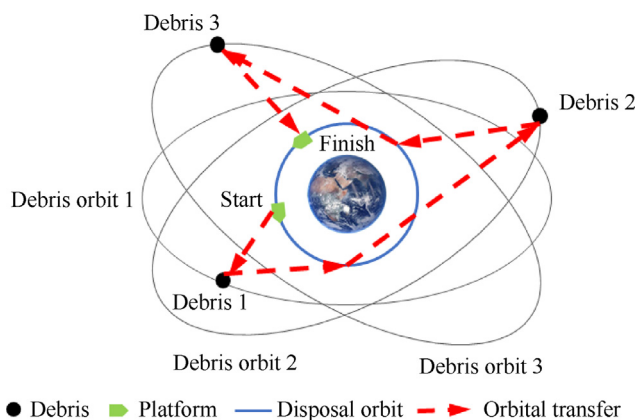 Debris 3
Debris 2
Finish
Debris orbit 1
Start
Debris 1
Debris orbit 2
Debris orbit 3
Debris
Platform
Disposal orbit
Orbital transfer